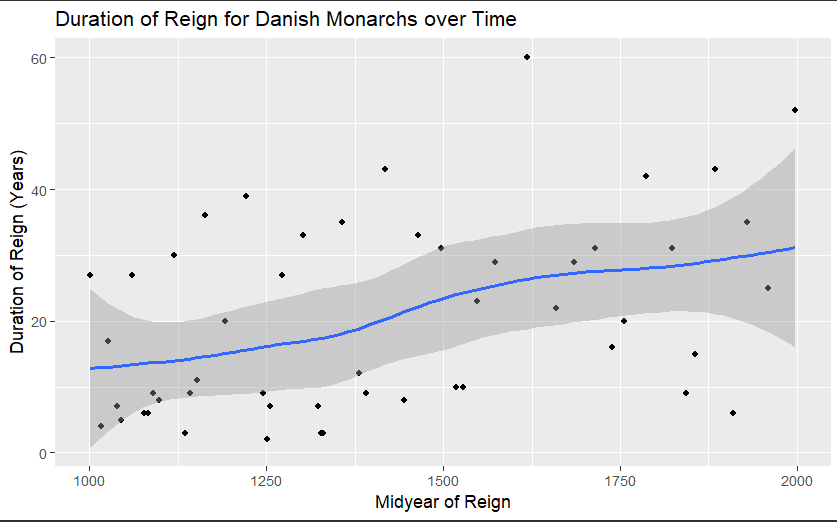 Duration of Reign for Danish Monarchs over Time
60
40
20
0
Duration of Reign (Years)
1000 1250 1500 1750 2000
Midyear of Reign